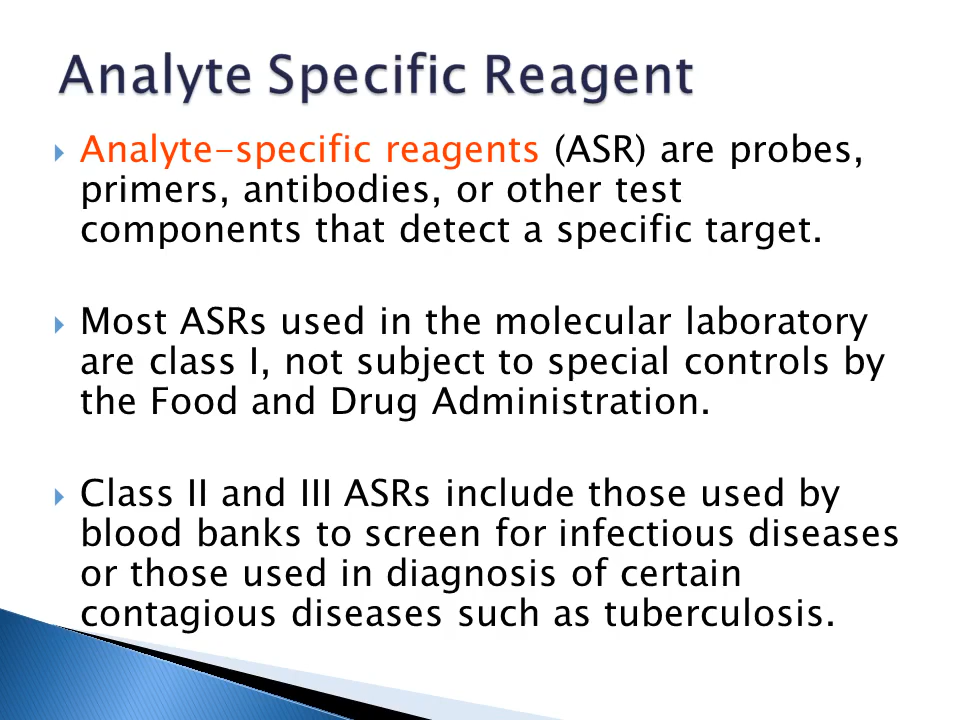 Analyte Specific Reagent
Analyte-specific reagents (ASR) are probes,
primers, antibodies, or other test
components that detect a specific target.
Most ASRs used in the molecular laboratory
are class I, not subject to special controls by
the Food and Drug Administration.
Class II and III ASRs include those used by
blood banks to screen for infectious diseases
or those used in diagnosis of certain
contagious diseases such as tuberculosis.